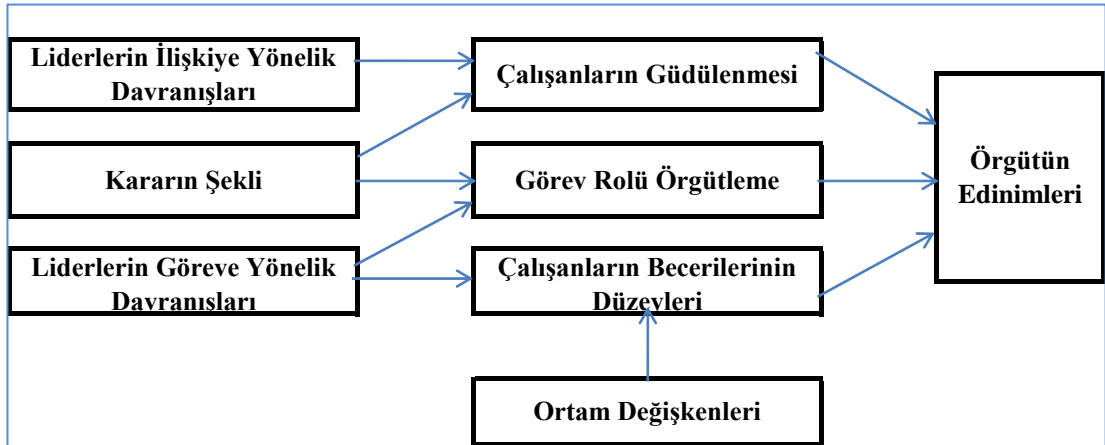 Liderlerin İlişkiye Yönelik
Davranışları
Çalışanların Güdülenmesi
Kararın Şekli
Görev Rolü Örgütleme
Örgütün
Edinimleri
Liderlerin Göreve Yönelik
Davranışları
Çalışanların Becerilerinin
Düzeyleri
Ortam Değişkenleri